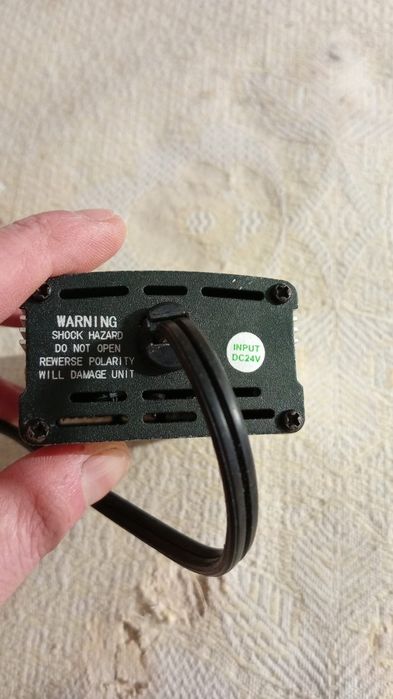 WARNING
SHOCK HAZARD
DO NOT OPEN
REWERSE POLARITY
WILL DAMAGE UNIT
INPUT
DC24V